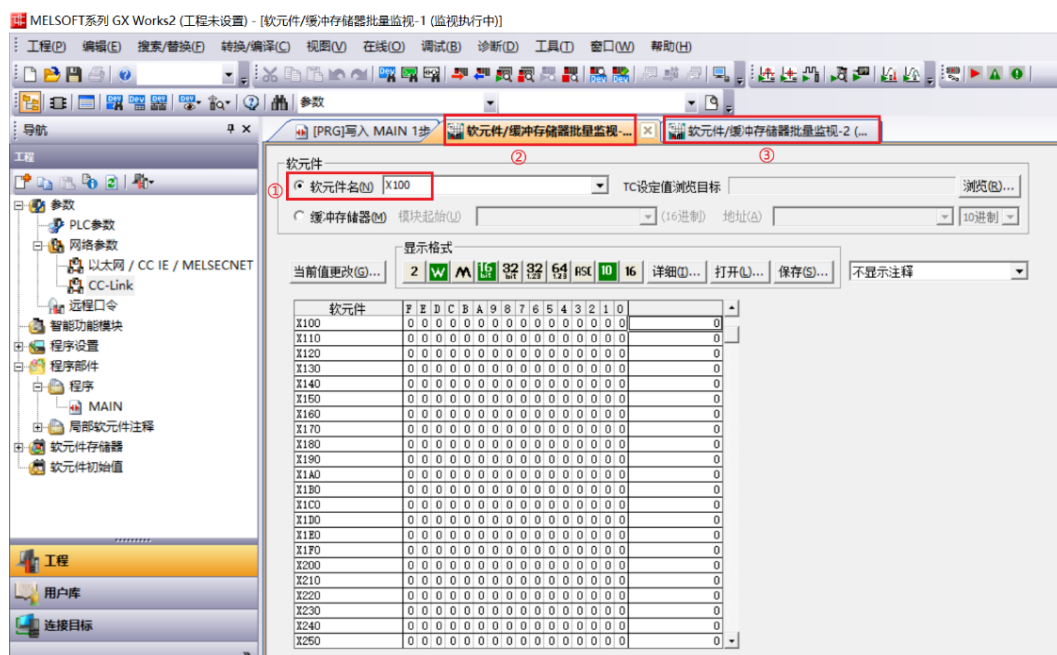 MELSOFT系列 GX Works2 (工程未设置) - [软元件/缓冲存储器批量监视-1 (监视执行中)]
工程(P) 编辑(E) 搜索/替换(F) 转换/编译(C) 视图(V) 在线(O) 调试(B) 诊断(D) 工具(T) 窗口(W) 帮助(H)
参数
导航
[PRG]写入 MAIN 1步
软元件/缓冲存储器批量监视-...
软元件/缓冲存储器批量监视-2 (...
② ③
工程
参数
PLC参数
网络参数
以太网 / CC IE / MELSECNET
CC-Link
远程口令
智能功能模块
程序设置
程序部件
程序
MAIN
局部软元件注释
软元件存储器
软元件初始值
工程
用户库
连接目标
软元件
① 软元件名(N) X100 TC设定值浏览目标 浏览(R)...
缓冲存储器(M) 模块起始(U) (16进制) 地址(A) 10进制
显示格式
当前值更改(G)... 2 W M 16 bit 32 bit 32 1.23 64 1.23 ASC 10 16 详细(I)... 打开(L)... 保存(S)... 不显示注释
软元件 F E D C B A 9 8 7 6 5 4 3 2 1 0
X100 0 0 0 0 0 0 0 0 0 0 0 0 0 0 0 0 0
X110 0 0 0 0 0 0 0 0 0 0 0 0 0 0 0 0 0
X120 0 0 0 0 0 0 0 0 0 0 0 0 0 0 0 0 0
X130 0 0 0 0 0 0 0 0 0 0 0 0 0 0 0 0 0
X140 0 0 0 0 0 0 0 0 0 0 0 0 0 0 0 0 0
X150 0 0 0 0 0 0 0 0 0 0 0 0 0 0 0 0 0
X160 0 0 0 0 0 0 0 0 0 0 0 0 0 0 0 0 0
X170 0 0 0 0 0 0 0 0 0 0 0 0 0 0 0 0 0
X180 0 0 0 0 0 0 0 0 0 0 0 0 0 0 0 0 0
X190 0 0 0 0 0 0 0 0 0 0 0 0 0 0 0 0 0
X1A0 0 0 0 0 0 0 0 0 0 0 0 0 0 0 0 0 0
X1B0 0 0 0 0 0 0 0 0 0 0 0 0 0 0 0 0 0
X1C0 0 0 0 0 0 0 0 0 0 0 0 0 0 0 0 0 0
X1D0 0 0 0 0 0 0 0 0 0 0 0 0 0 0 0 0 0
X1E0 0 0 0 0 0 0 0 0 0 0 0 0 0 0 0 0 0
X1F0 0 0 0 0 0 0 0 0 0 0 0 0 0 0 0 0 0
X200 0 0 0 0 0 0 0 0 0 0 0 0 0 0 0 0 0
X210 0 0 0 0 0 0 0 0 0 0 0 0 0 0 0 0 0
X220 0 0 0 0 0 0 0 0 0 0 0 0 0 0 0 0 0
X230 0 0 0 0 0 0 0 0 0 0 0 0 0 0 0 0 0
X240 0 0 0 0 0 0 0 0 0 0 0 0 0 0 0 0 0
X250 0 0 0 0 0 0 0 0 0 0 0 0 0 0 0 0 0